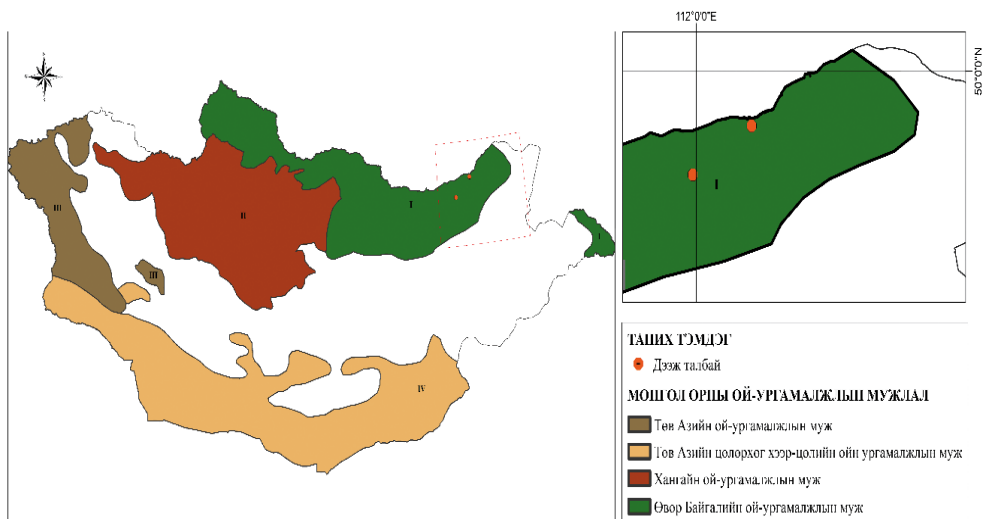 112°0'0"E
50°0'0"N
I
II
I
III
I
III
IV
ТАНИХ ТЭМДЭГ
Дээж талбай
МОНГОЛ ОРНЫ ОЙ-УРГАМАЛЖЛЫН МУЖЛАЛ
Төв Азийн ой-ургамалжлын муж
Төв Азийн цөлөрхөг хээр-цөлийн ойн ургамалжлын муж
Хангайн ой-ургамалжлын муж
Өвөр Байгалийн ой-ургамалжлын муж